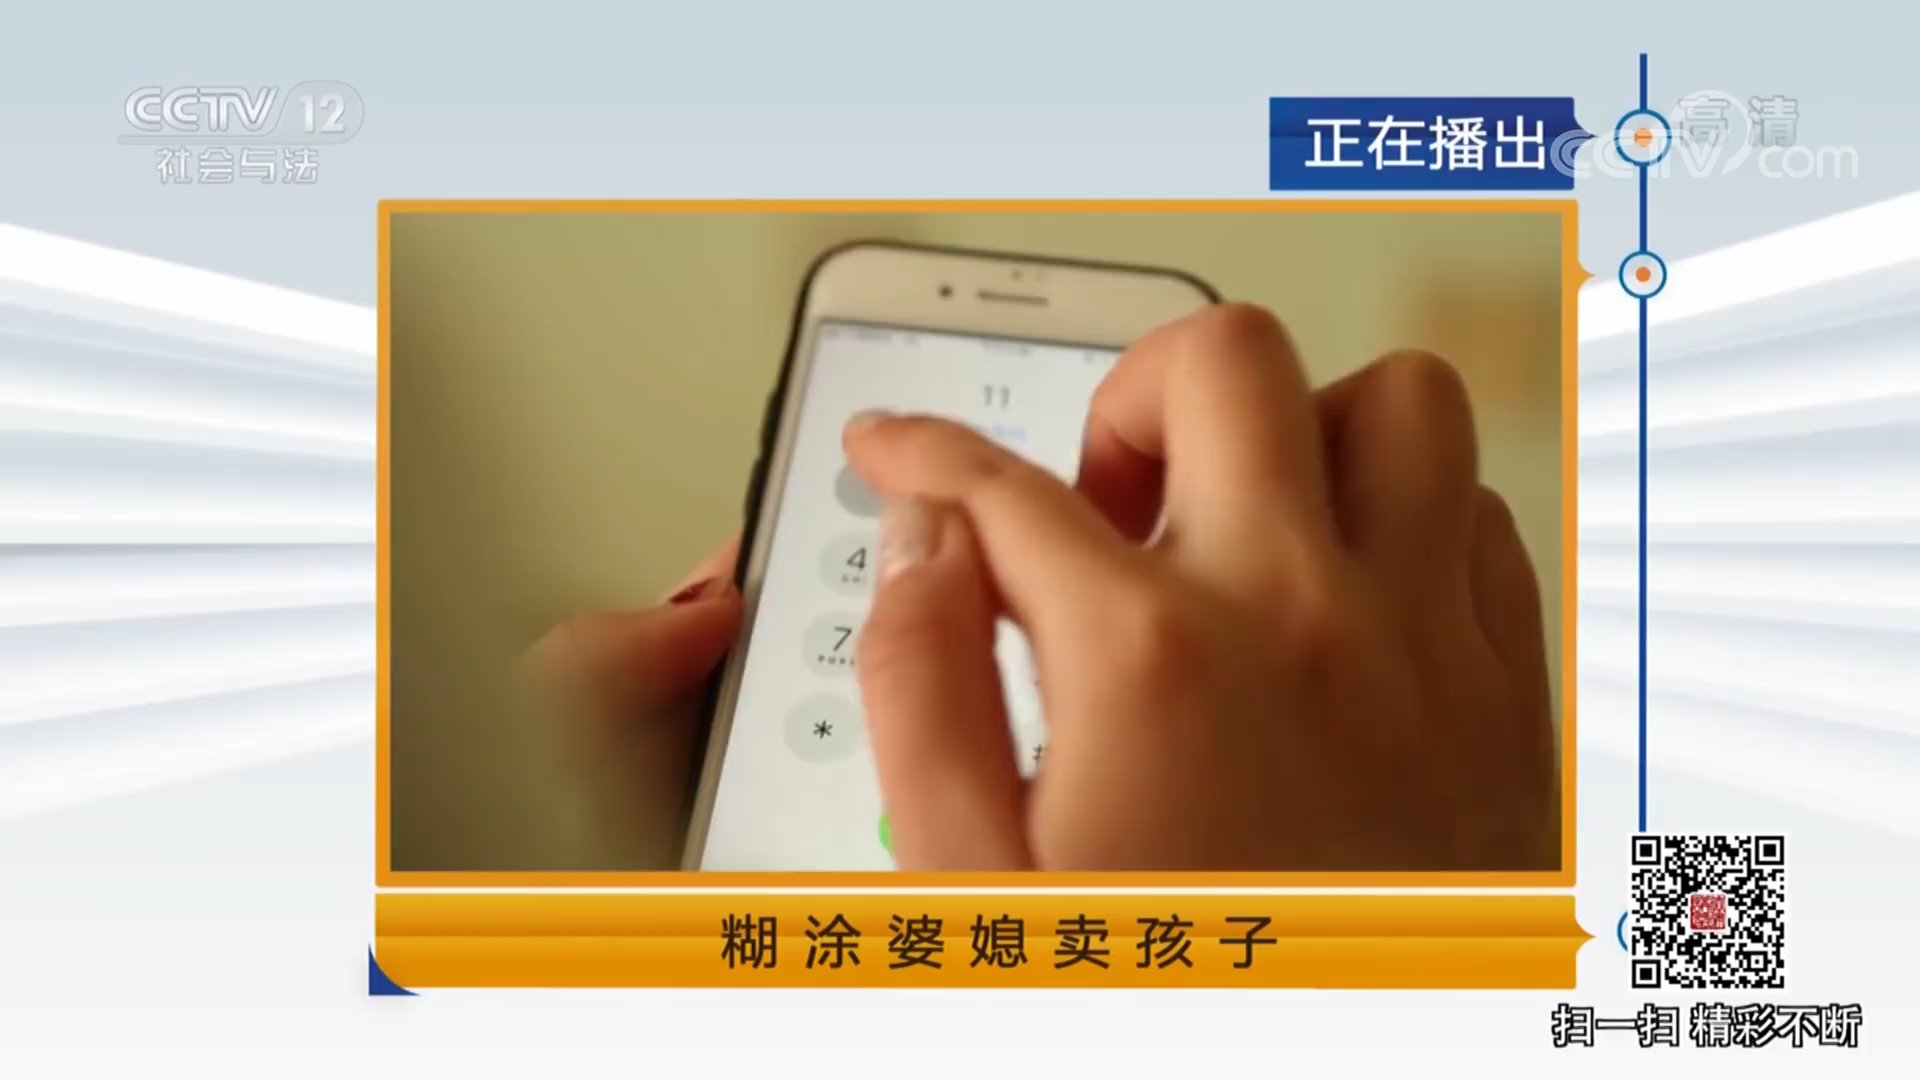 CCTV 12
社会与法
正在播出
高清
CCTV.com
11
4
7
PQRS
*
糊涂婆媳卖孩子
扫一扫 精彩不断